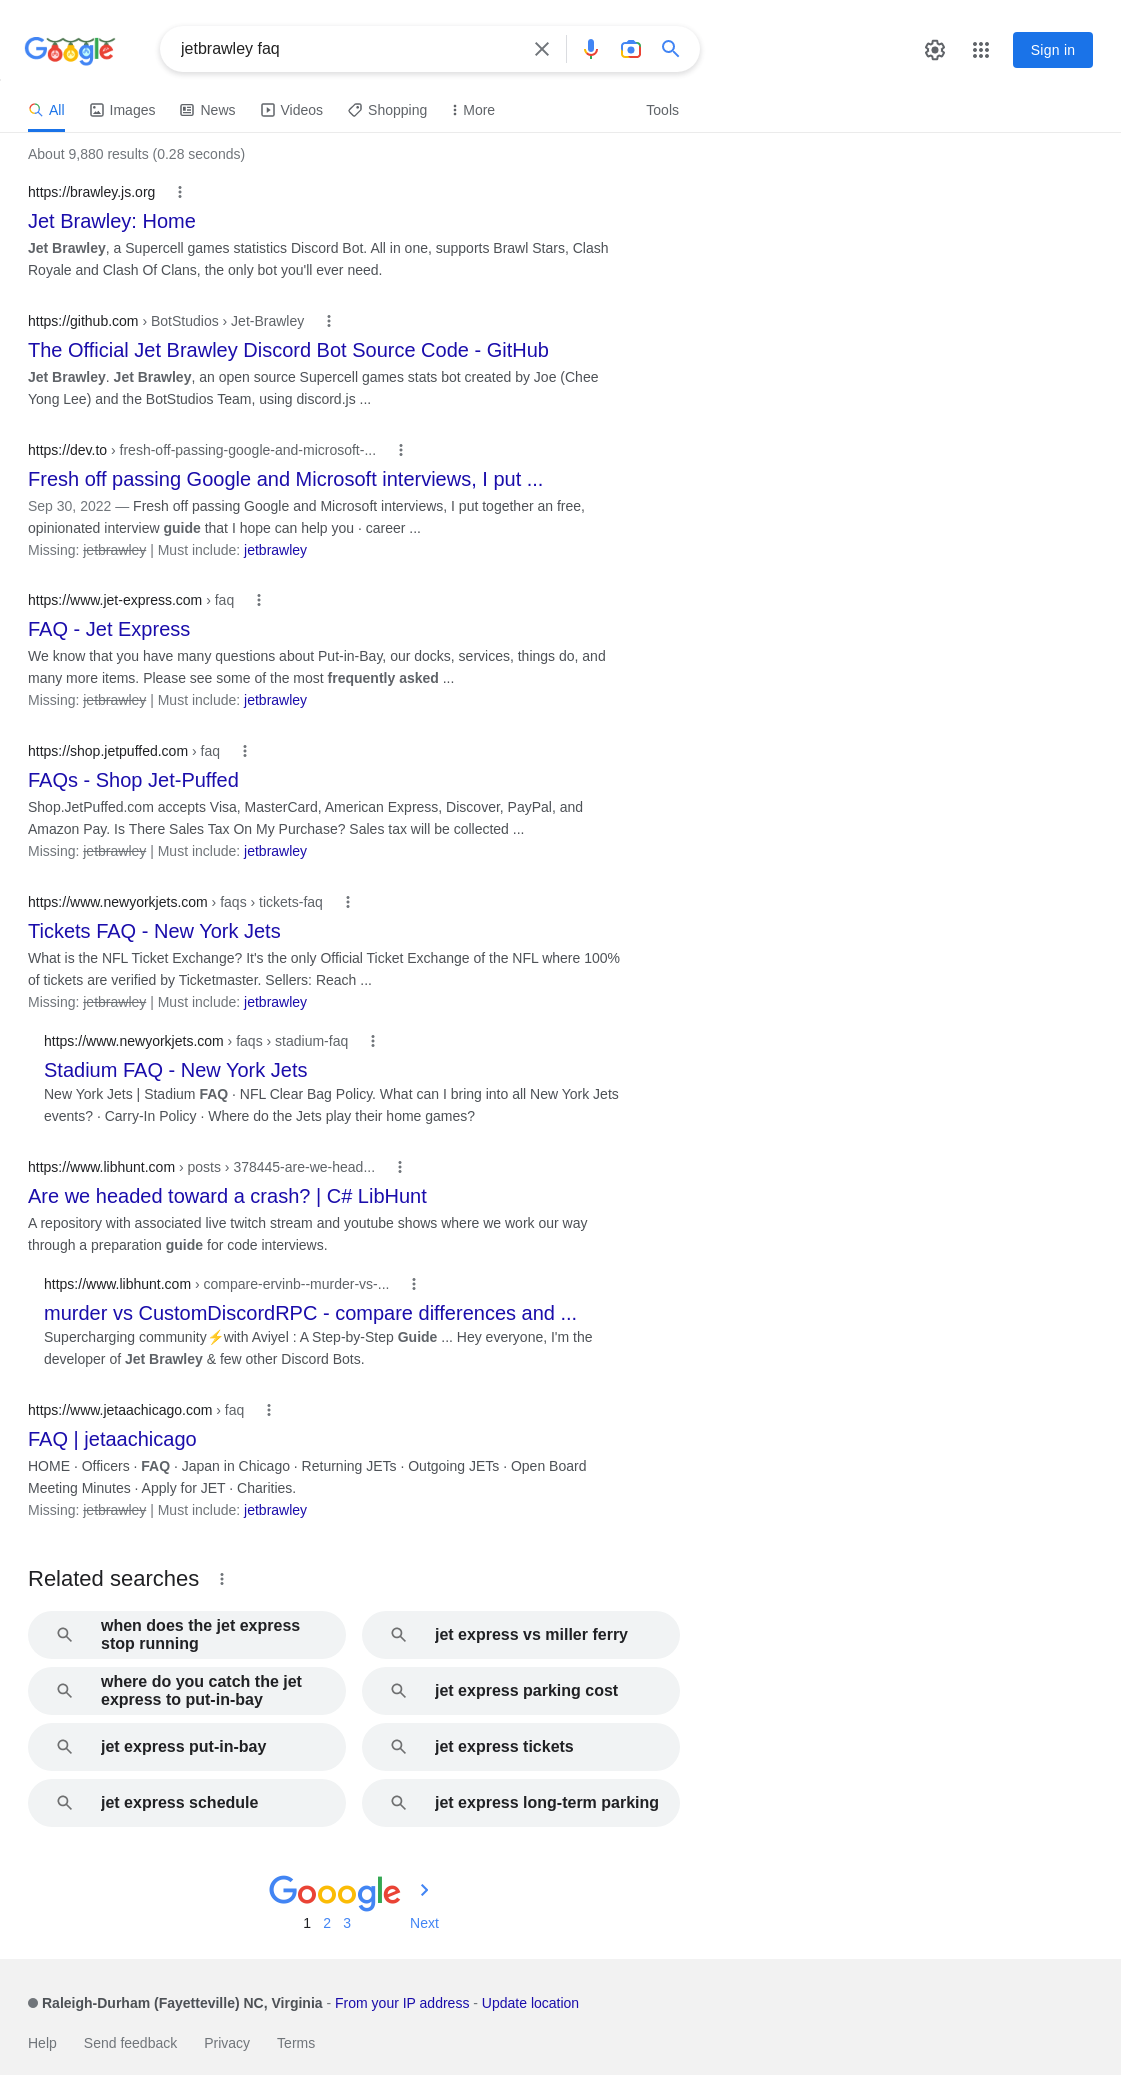 Google
jetbrawley faq
Sign in
All
Images
News
Videos
Shopping
More
Tools
About 9,880 results (0.28 seconds)
https://brawley.js.org
Jet Brawley: Home
Jet Brawley, a Supercell games statistics Discord Bot. All in one, supports Brawl Stars, Clash
Royale and Clash Of Clans, the only bot you'll ever need.
https://github.com › BotStudios › Jet-Brawley
The Official Jet Brawley Discord Bot Source Code - GitHub
Jet Brawley. Jet Brawley, an open source Supercell games stats bot created by Joe (Chee
Yong Lee) and the BotStudios Team, using discord.js ...
https://dev.to › fresh-off-passing-google-and-microsoft-...
Fresh off passing Google and Microsoft interviews, I put ...
Sep 30, 2022 — Fresh off passing Google and Microsoft interviews, I put together an free,
opinionated interview guide that I hope can help you · career ...
Missing: jetbrawley | Must include: jetbrawley
https://www.jet-express.com › faq
FAQ - Jet Express
We know that you have many questions about Put-in-Bay, our docks, services, things do, and
many more items. Please see some of the most frequently asked ...
Missing: jetbrawley | Must include: jetbrawley
https://shop.jetpuffed.com › faq
FAQs - Shop Jet-Puffed
Shop.JetPuffed.com accepts Visa, MasterCard, American Express, Discover, PayPal, and
Amazon Pay. Is There Sales Tax On My Purchase? Sales tax will be collected ...
Missing: jetbrawley | Must include: jetbrawley
https://www.newyorkjets.com › faqs › tickets-faq
Tickets FAQ - New York Jets
What is the NFL Ticket Exchange? It's the only Official Ticket Exchange of the NFL where 100%
of tickets are verified by Ticketmaster. Sellers: Reach ...
Missing: jetbrawley | Must include: jetbrawley
https://www.newyorkjets.com › faqs › stadium-faq
Stadium FAQ - New York Jets
New York Jets | Stadium FAQ · NFL Clear Bag Policy. What can I bring into all New York Jets
events? · Carry-In Policy · Where do the Jets play their home games?
https://www.libhunt.com › posts › 378445-are-we-head...
Are we headed toward a crash? | C# LibHunt
A repository with associated live twitch stream and youtube shows where we work our way
through a preparation guide for code interviews.
https://www.libhunt.com › compare-ervinb--murder-vs-...
murder vs CustomDiscordRPC - compare differences and ...
Supercharging community⚡with Aviyel : A Step-by-Step Guide ... Hey everyone, I'm the
developer of Jet Brawley & few other Discord Bots.
https://www.jetaachicago.com › faq
FAQ | jetaachicago
HOME · Officers · FAQ · Japan in Chicago · Returning JETs · Outgoing JETs · Open Board
Meeting Minutes · Apply for JET · Charities.
Missing: jetbrawley | Must include: jetbrawley
Related searches
when does the jet express
stop running
jet express vs miller ferry
where do you catch the jet
express to put-in-bay
jet express parking cost
jet express put-in-bay
jet express tickets
jet express schedule
jet express long-term parking
Gooogle
1 2 3 Next
Raleigh-Durham (Fayetteville) NC, Virginia - From your IP address - Update location
Help Send feedback Privacy Terms